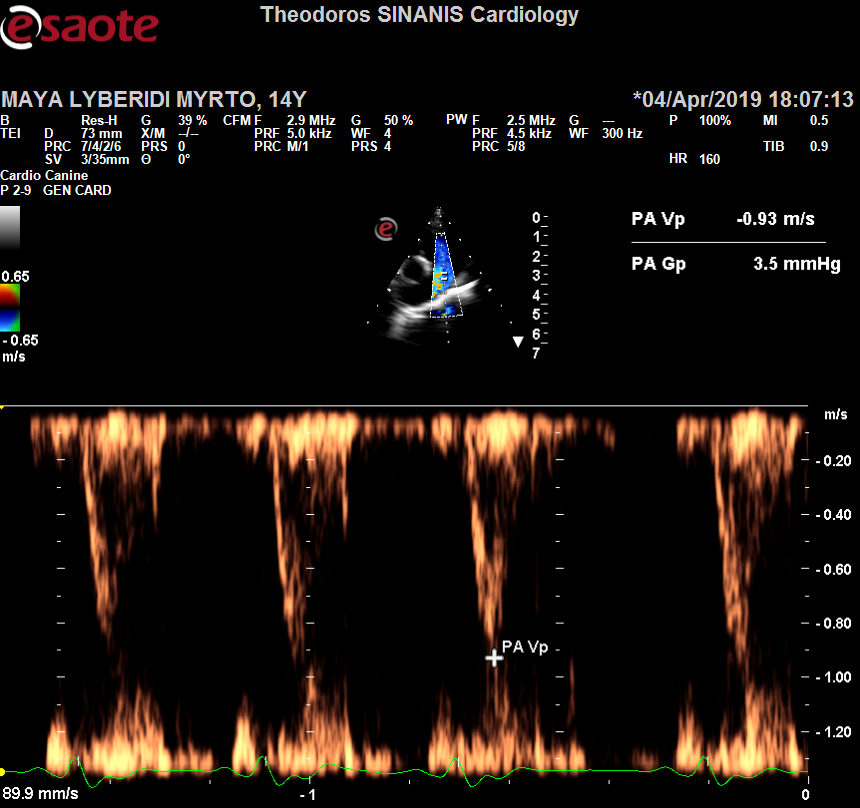 esaote
Theodoros SINANIS Cardiology
MAYA LYBERIDI MYRTO, 14Y *04/Apr/2019 18:07:13
B Res-H G 39 % CFM F 2.9 MHz G 50 % PW F 2.5 MHz G --- P 100% MI 0.5
TEI D 73 mm X/M --/-- PRF 5.0 kHz WF 4 PRF 4.5 kHz WF 300 Hz
PRC 7/4/2/6 PRS 0 PRC M/1 PRS 4 PRC 5/8 TIB 0.9
SV 3/35mm Θ 0° HR 160
Cardio Canine
P 2-9 GEN CARD
e
0
1
2
3
4
5
6
7
PA Vp -0.93 m/s
PA Gp 3.5 mmHg
0.65
- 0.65
m/s
m/s
- 0.20
- 0.40
- 0.60
- 0.80
PA Vp
- 1.00
- 1.20
89.9 mm/s -1 0